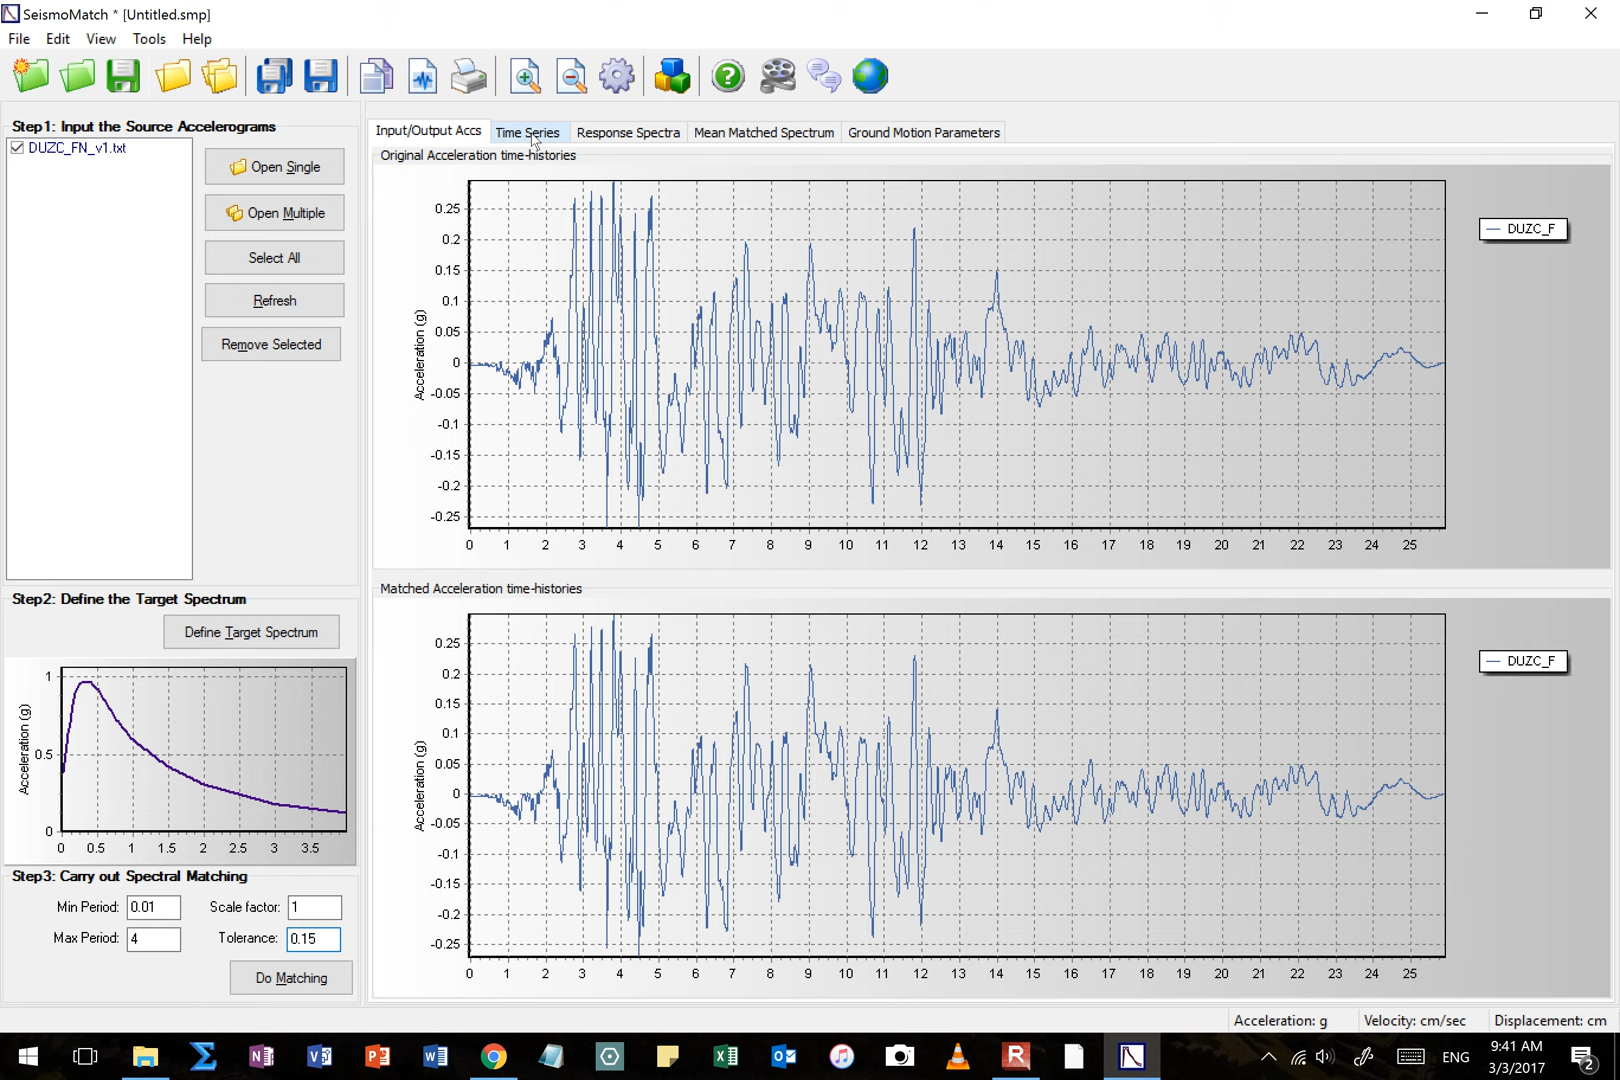 SeismoMatch * [Untitled.smp]
File Edit View Tools Help
Step1: Input the Source Accelerograms
DUZC_FN_v1.txt
Open Single
Open Multiple
Select All
Refresh
Remove Selected
Step2: Define the Target Spectrum
Define Target Spectrum
Acceleration (g)
1
0.5
0
0 0.5 1 1.5 2 2.5 3 3.5
Step3: Carry out Spectral Matching
Min Period: 0.01 Scale factor: 1
Max Period: 4 Tolerance: 0.15
Do Matching
Input/Output Accs Time Series Response Spectra Mean Matched Spectrum Ground Motion Parameters
Original Acceleration time-histories
Acceleration (g)
0.25
0.2
0.15
0.1
0.05
0
-0.05
-0.1
-0.15
-0.2
-0.25
0 1 2 3 4 5 6 7 8 9 10 11 12 13 14 15 16 17 18 19 20 21 22 23 24 25
DUZC_F
Matched Acceleration time-histories
Acceleration (g)
0.25
0.2
0.15
0.1
0.05
0
-0.05
-0.1
-0.15
-0.2
-0.25
0 1 2 3 4 5 6 7 8 9 10 11 12 13 14 15 16 17 18 19 20 21 22 23 24 25
DUZC_F
Acceleration: g Velocity: cm/sec Displacement: cm
ENG
9:41 AM
3/3/2017
2